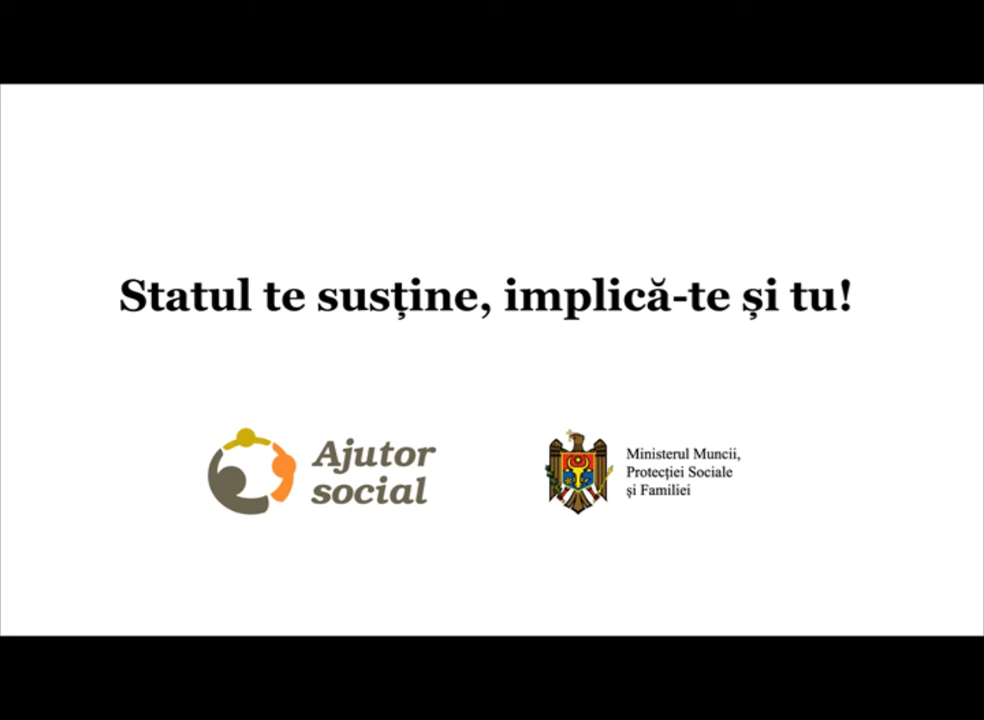 Statul te susține, implică-te și tu!
Ajutor
social
Ministerul Muncii,
Protecției Sociale
și Familiei